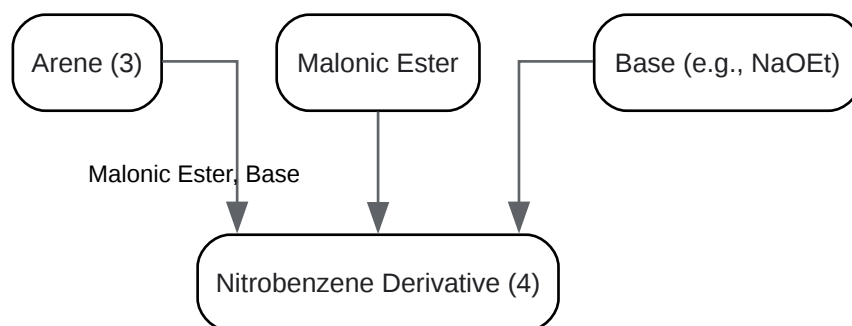 Arene (3)
Malonic Ester
Base (e.g., NaOEt)
Malonic Ester, Base
Nitrobenzene Derivative (4)